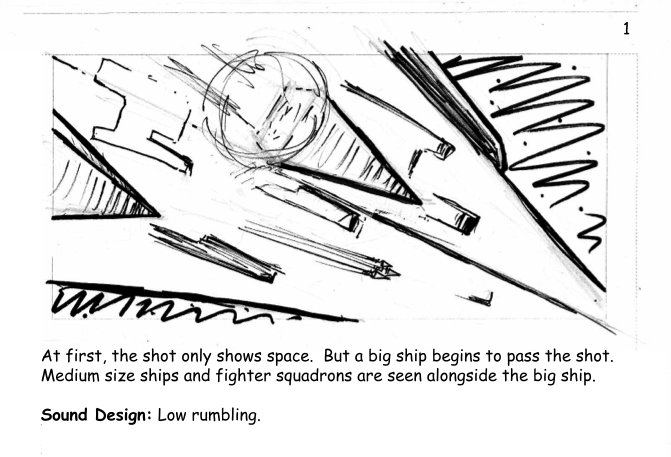 1
At first, the shot only shows space.  But a big ship begins to pass the shot.
Medium size ships and fighter squadrons are seen alongside the big ship.
Sound Design: Low rumbling.